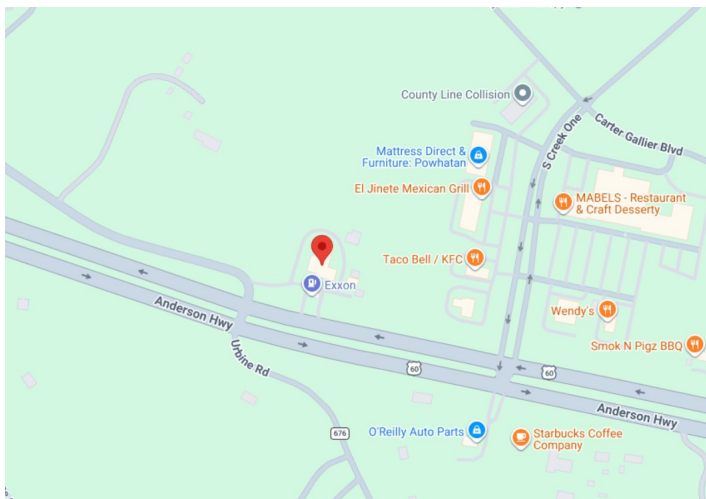 County Line Collision
S Creek One
Carter Gallier Blvd
Mattress Direct &
Furniture: Powhatan
El Jinete Mexican Grill
MABELS - Restaurant
& Craft Desserty
Taco Bell / KFC
Exxon
Wendy's
Anderson Hwy
Smok N Pigz BBQ
Urbine Rd
60
60
Anderson Hwy
676
O'Reilly Auto Parts
Starbucks Coffee
Company